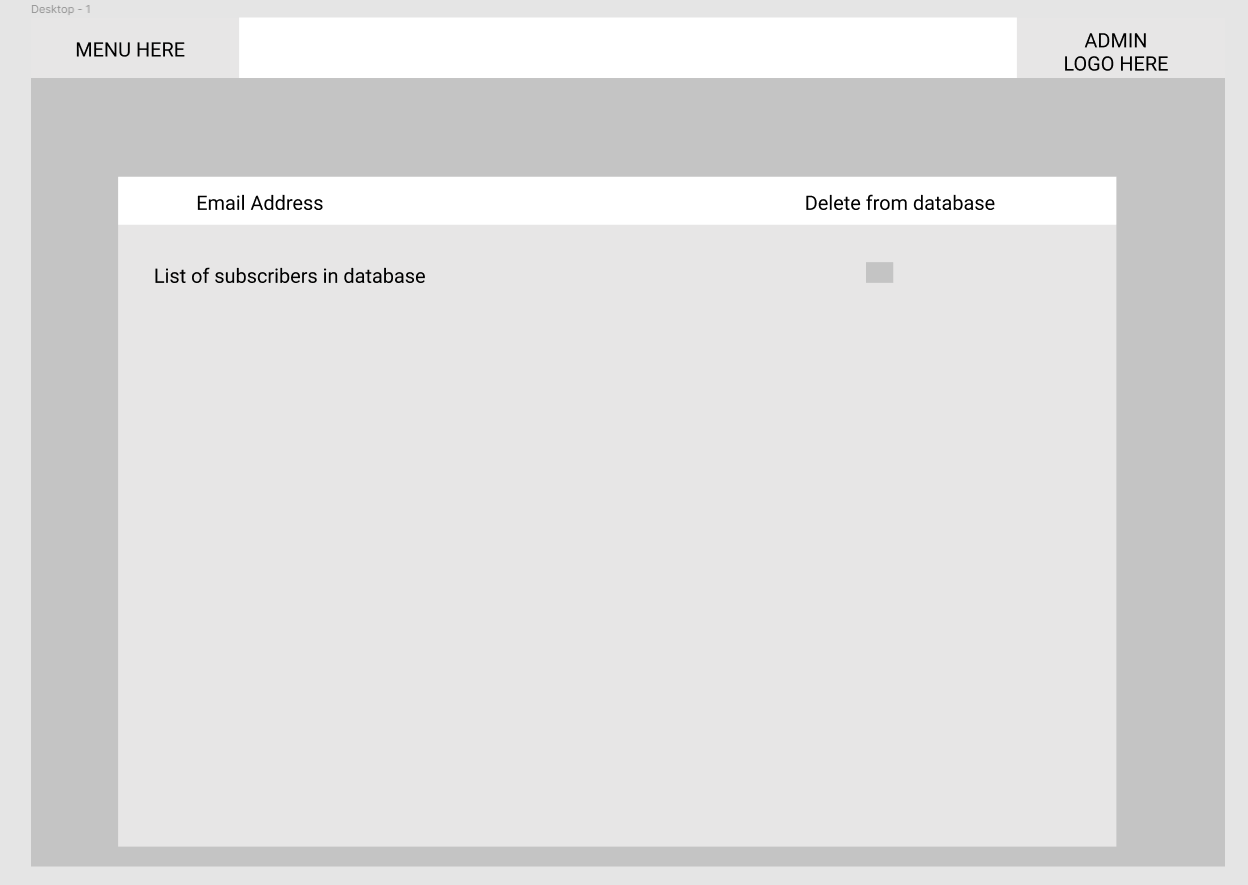 Desktop - 1
MENU HERE
ADMIN
LOGO HERE
Email Address
Delete from database
List of subscribers in database